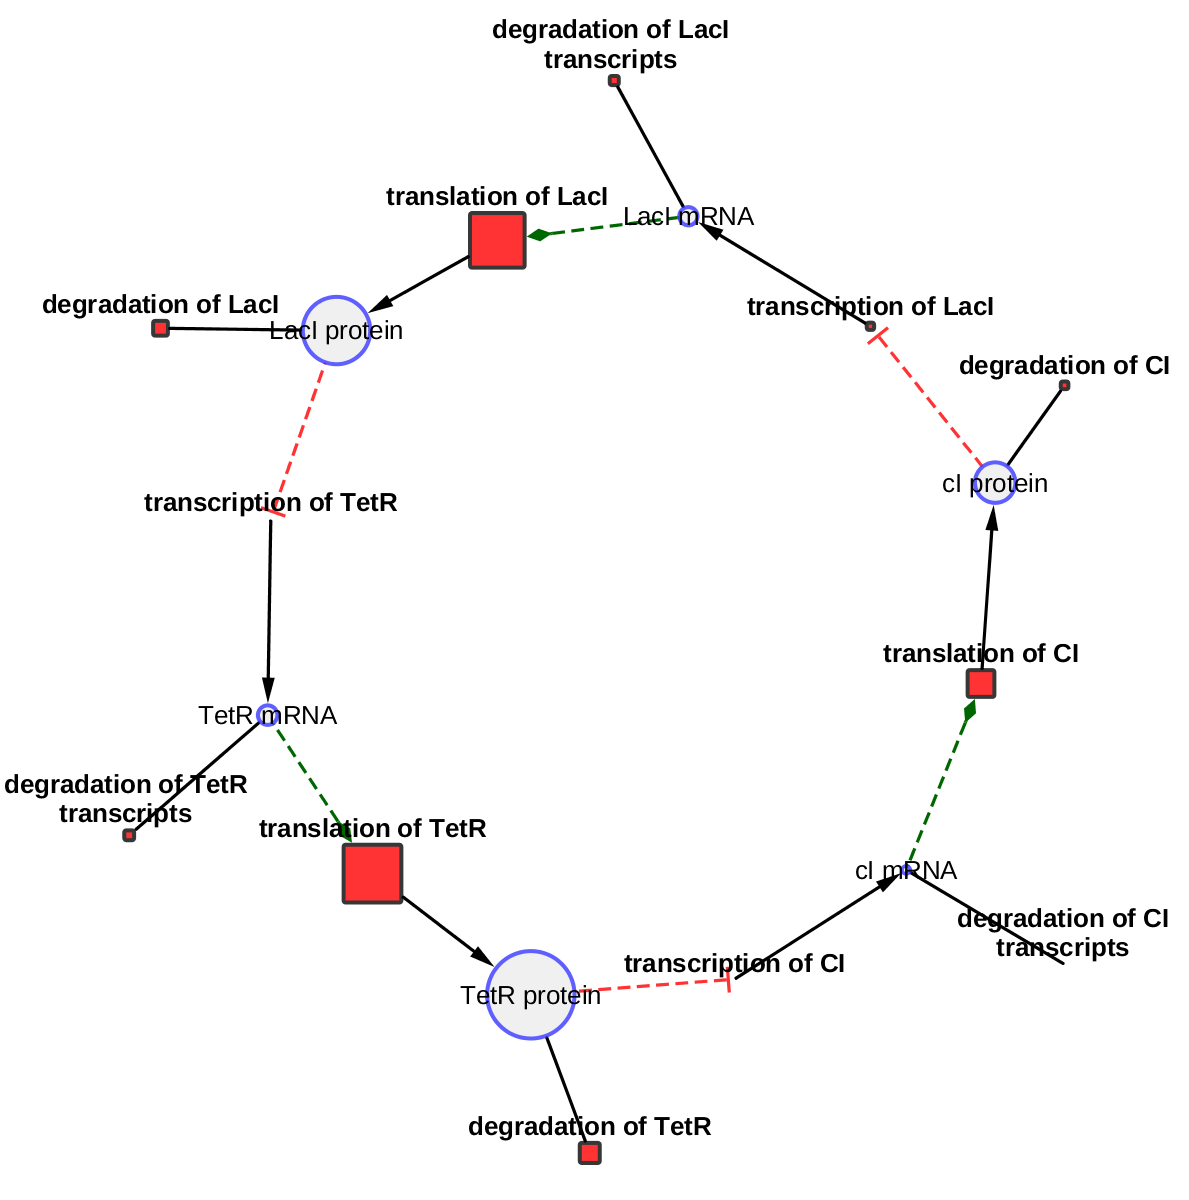 degradation of LacI
transcripts
translation of LacI
LacI mRNA
degradation of LacI
transcription of LacI
LacI protein
degradation of CI
cI protein
transcription of TetR
translation of CI
TetR mRNA
degradation of TetR
transcripts
translation of TetR
cI mRNA
degradation of CI
transcripts
transcription of CI
TetR protein
degradation of TetR